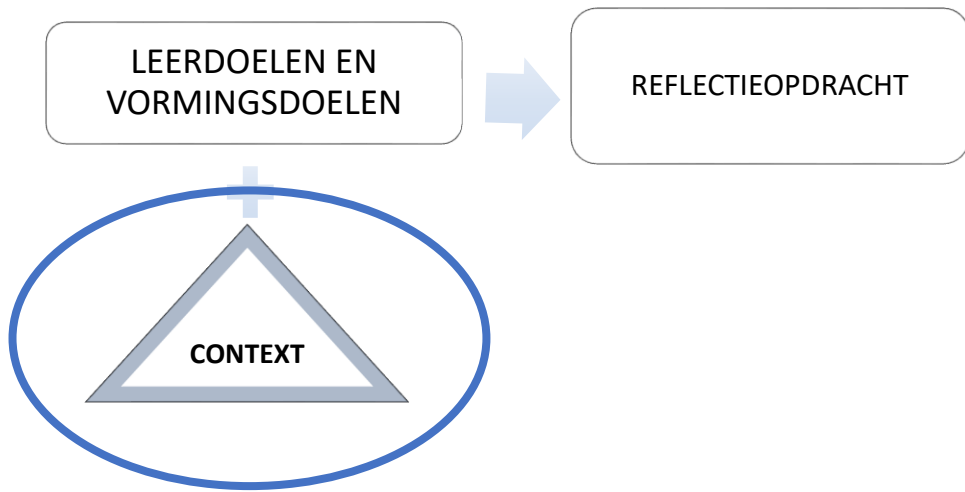 LEERDOELEN EN
VORMINGSDOELEN
REFLECTIEOPDRACHT
CONTEXT